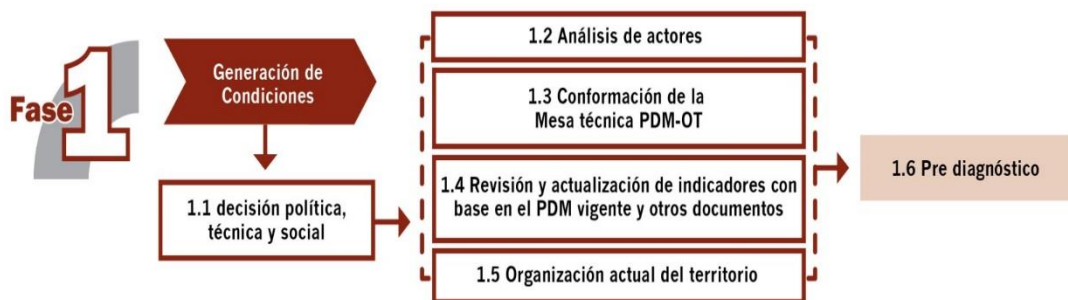 Fase 1
Generación de
Condiciones
1.1 decisión política,
técnica y social
1.2 Análisis de actores
1.3 Conformación de la
Mesa técnica PDM-OT
1.4 Revisión y actualización de indicadores con
base en el PDM vigente y otros documentos
1.5 Organización actual del territorio
1.6 Pre diagnóstico